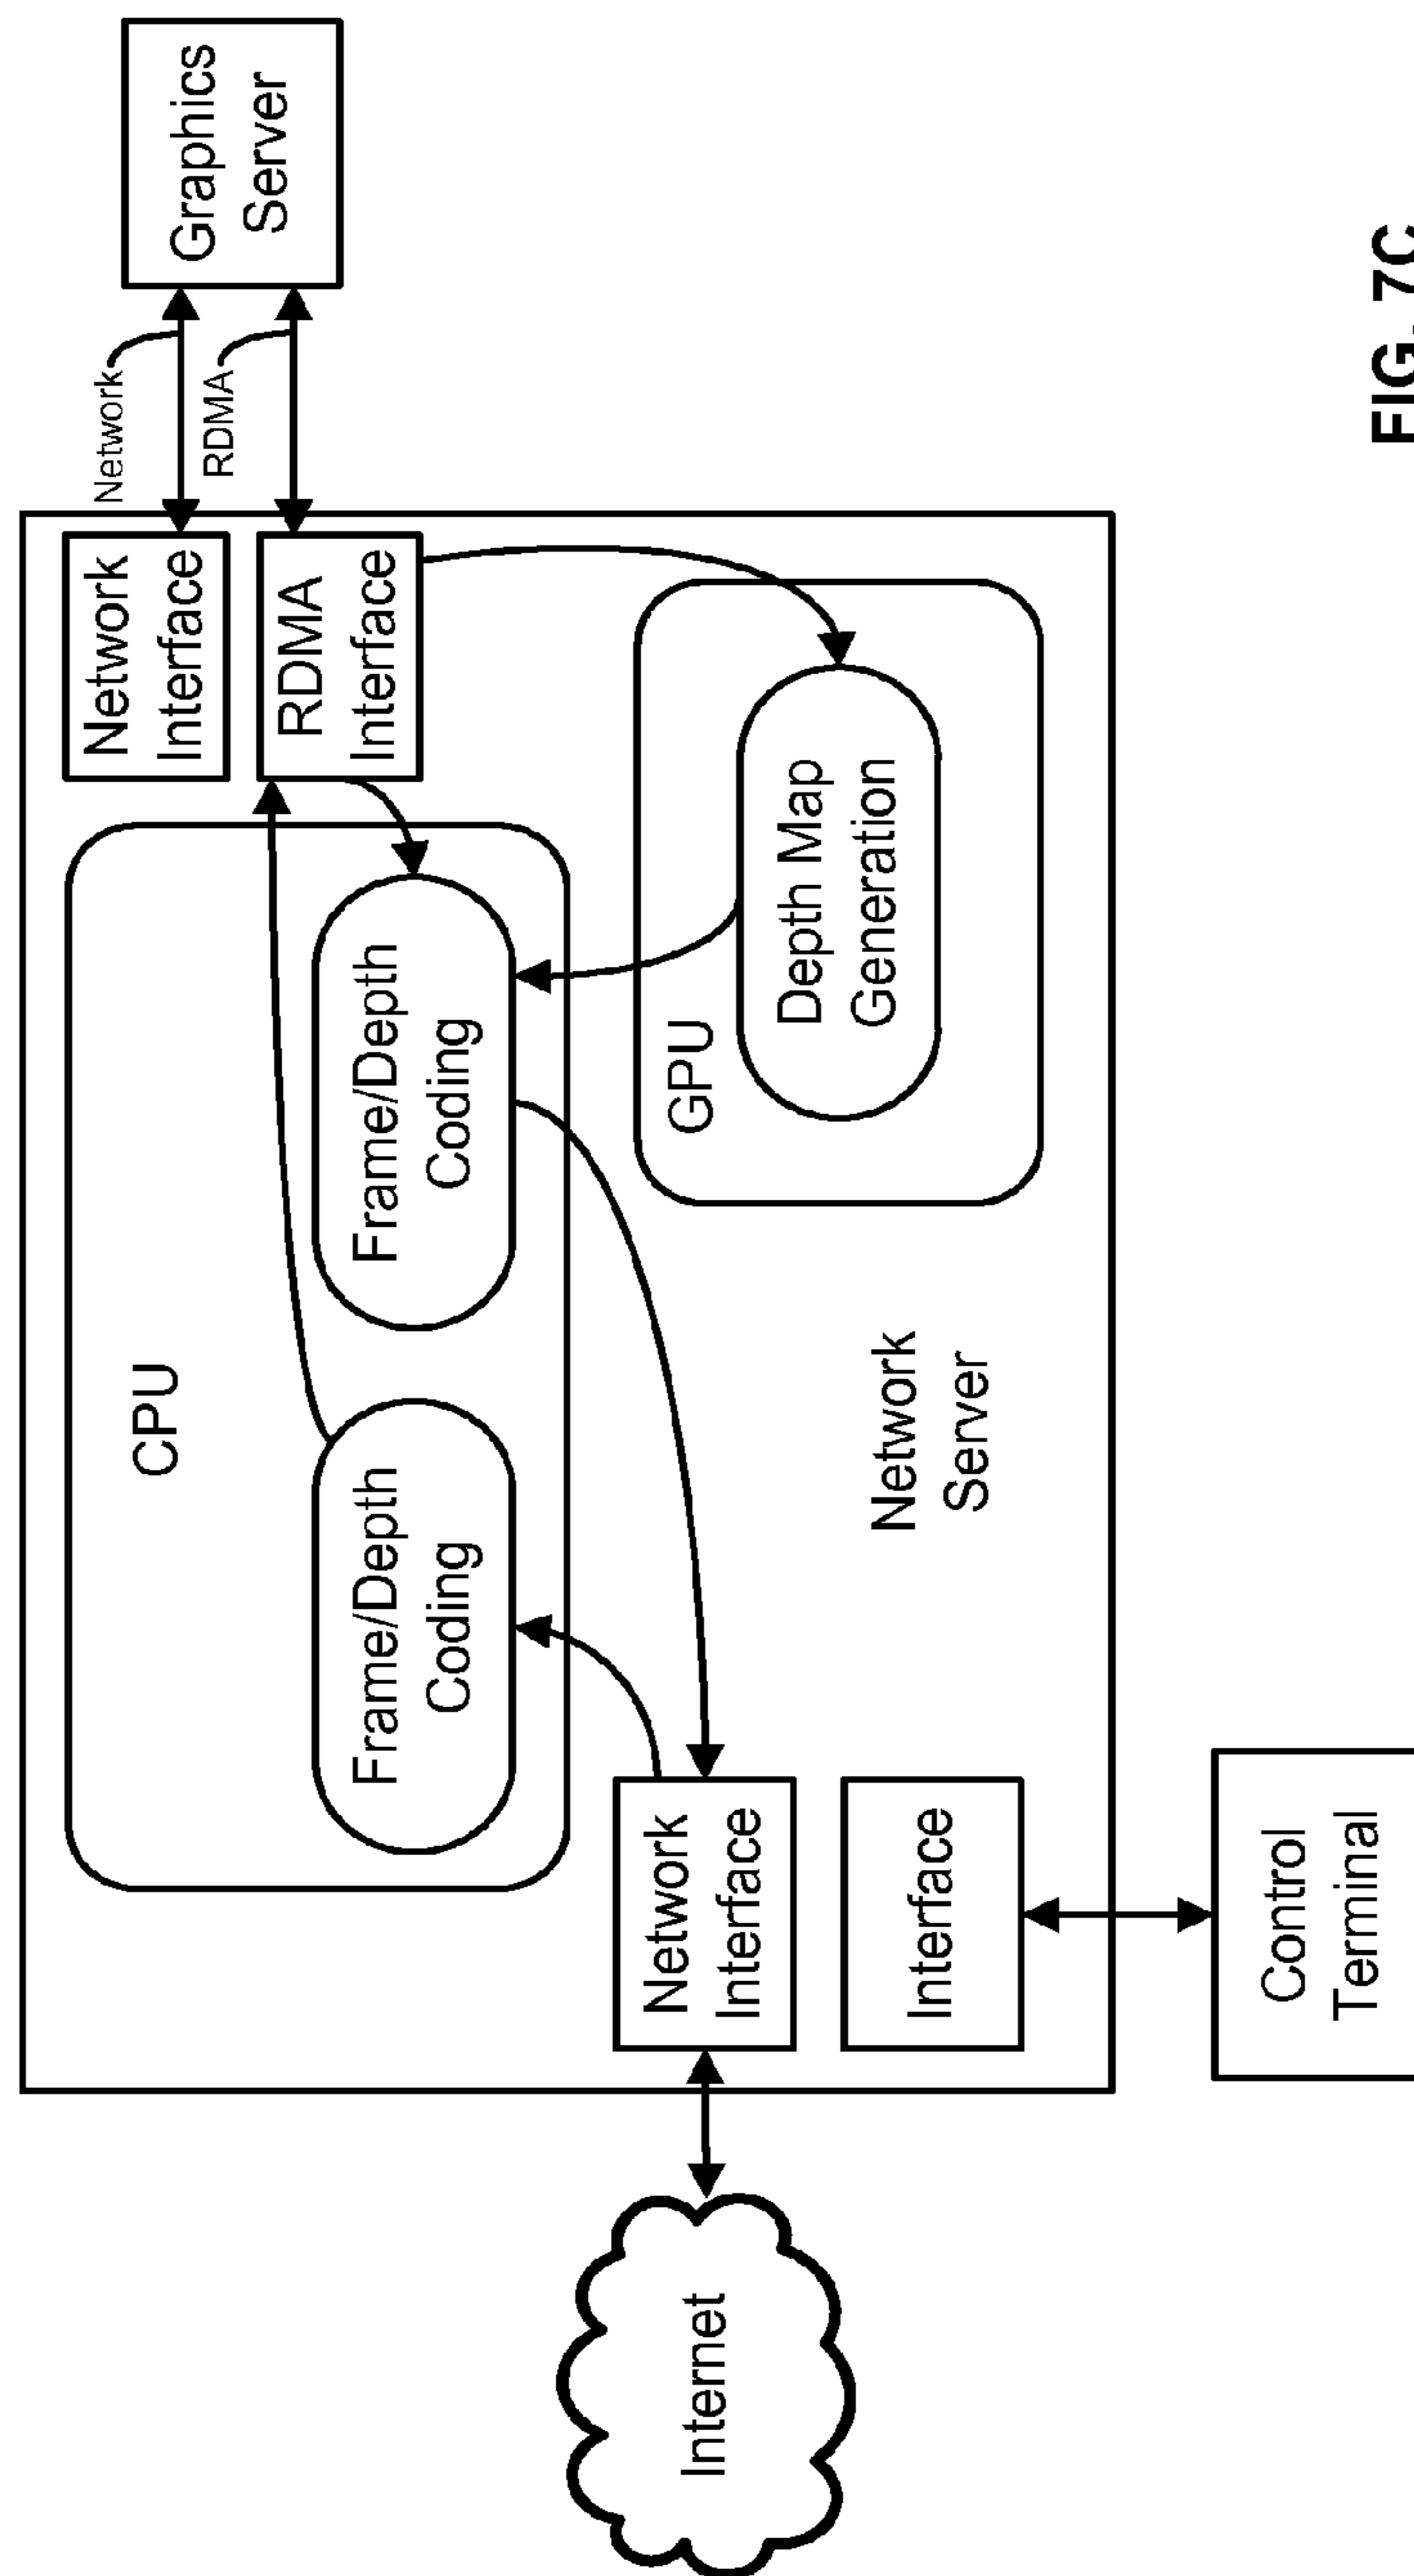 Graphics
Server
Network
RDMA
Network
Interface
RDMA
Interface
CPU
Frame/Depth
Coding
Frame/Depth
Coding
GPU
Depth Map
Generation
Network
Server
Network
Interface
Interface
Internet
Control
Terminal
FIG. 7C